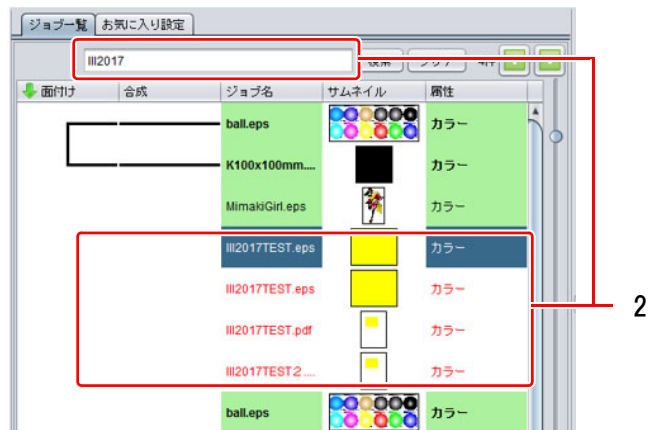 ジョブ一覧 お気に入り設定
III2017 検索 クリア 4件
面付け 合成 ジョブ名 サムネイル 属性
ball.eps カラー
K100x100mm.... カラー
MimakiGirl.eps カラー
III2017TEST.eps カラー
III2017TEST.eps カラー
III2017TEST.pdf カラー
III2017TEST２.... カラー
ball.eps カラー
2